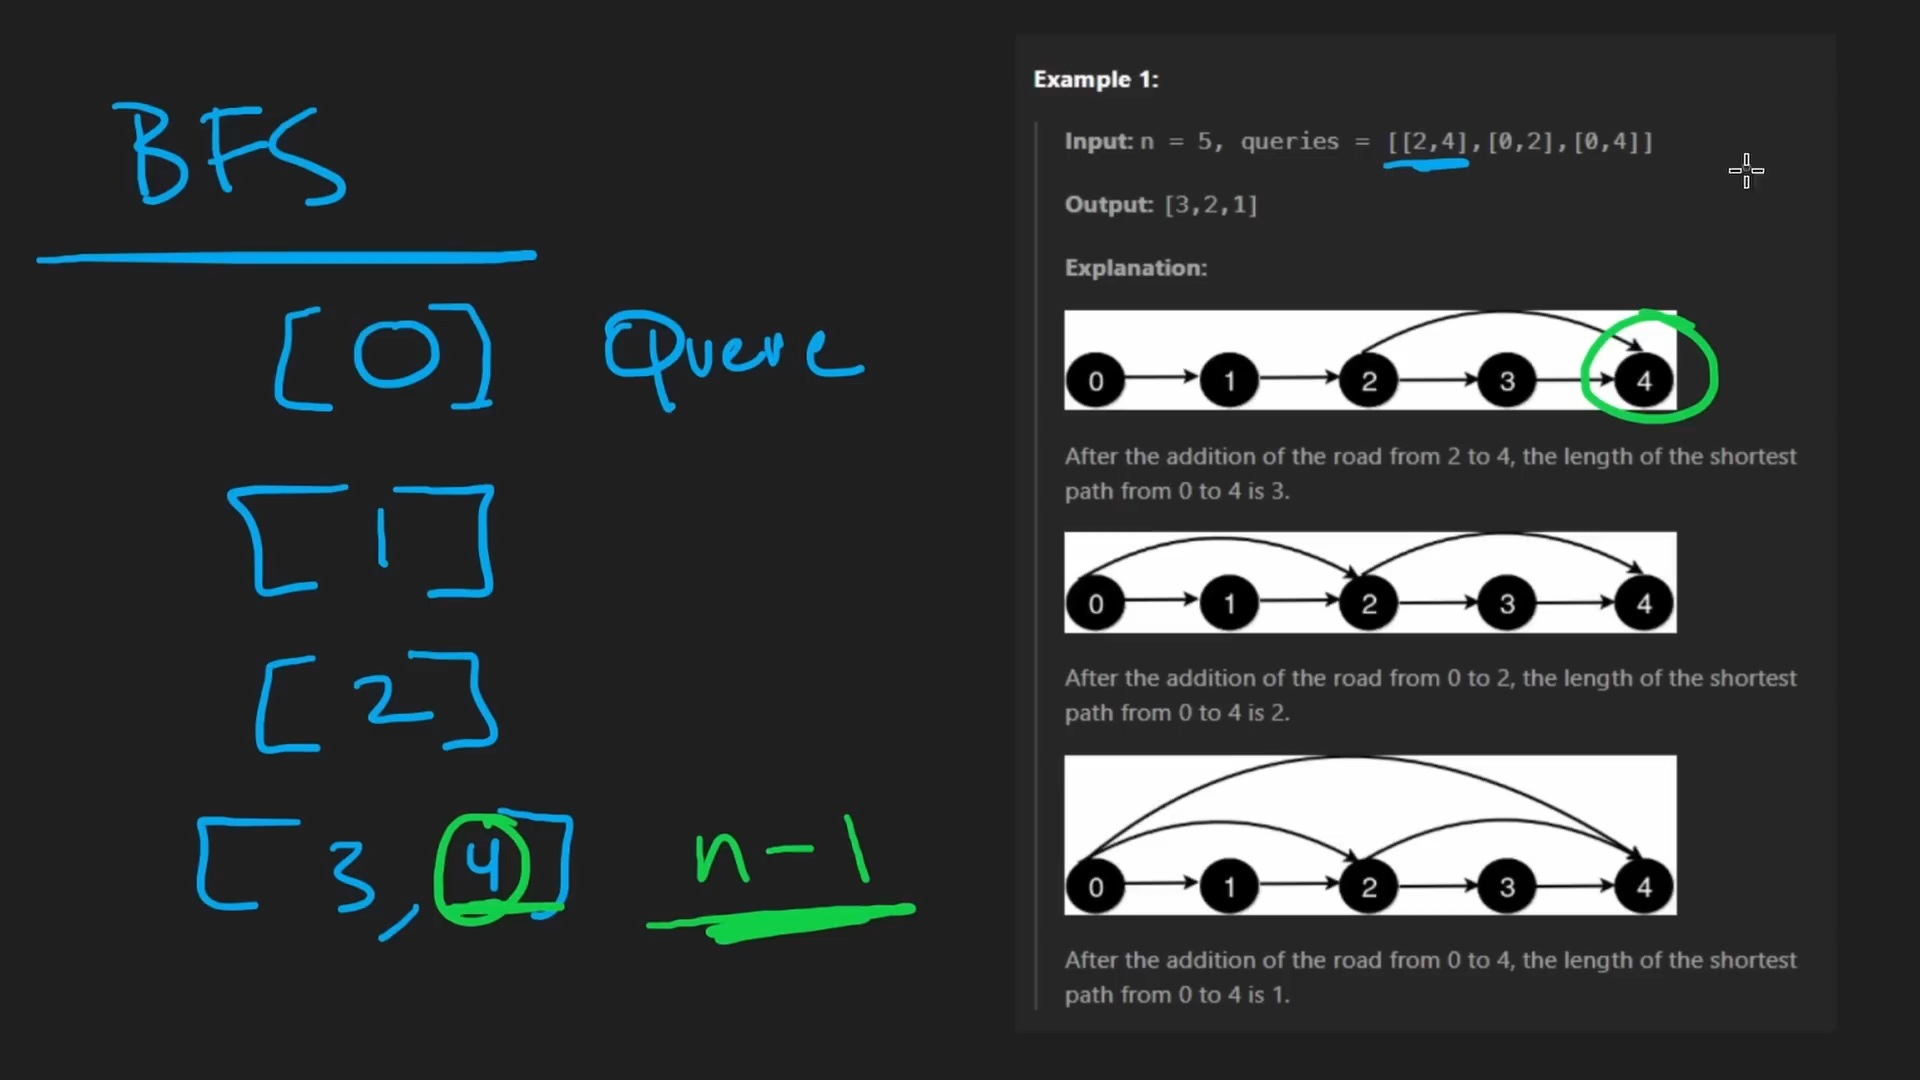 BFS
[0] Queue
[1]
[2]
[3,4] n-1
Example 1:
Input: n = 5, queries = [[2,4],[0,2],[0,4]]
Output: [3,2,1]
Explanation:
0 1 2 3 4
After the addition of the road from 2 to 4, the length of the shortest
path from 0 to 4 is 3.
0 1 2 3 4
After the addition of the road from 0 to 2, the length of the shortest
path from 0 to 4 is 2.
0 1 2 3 4
After the addition of the road from 0 to 4, the length of the shortest
path from 0 to 4 is 1.